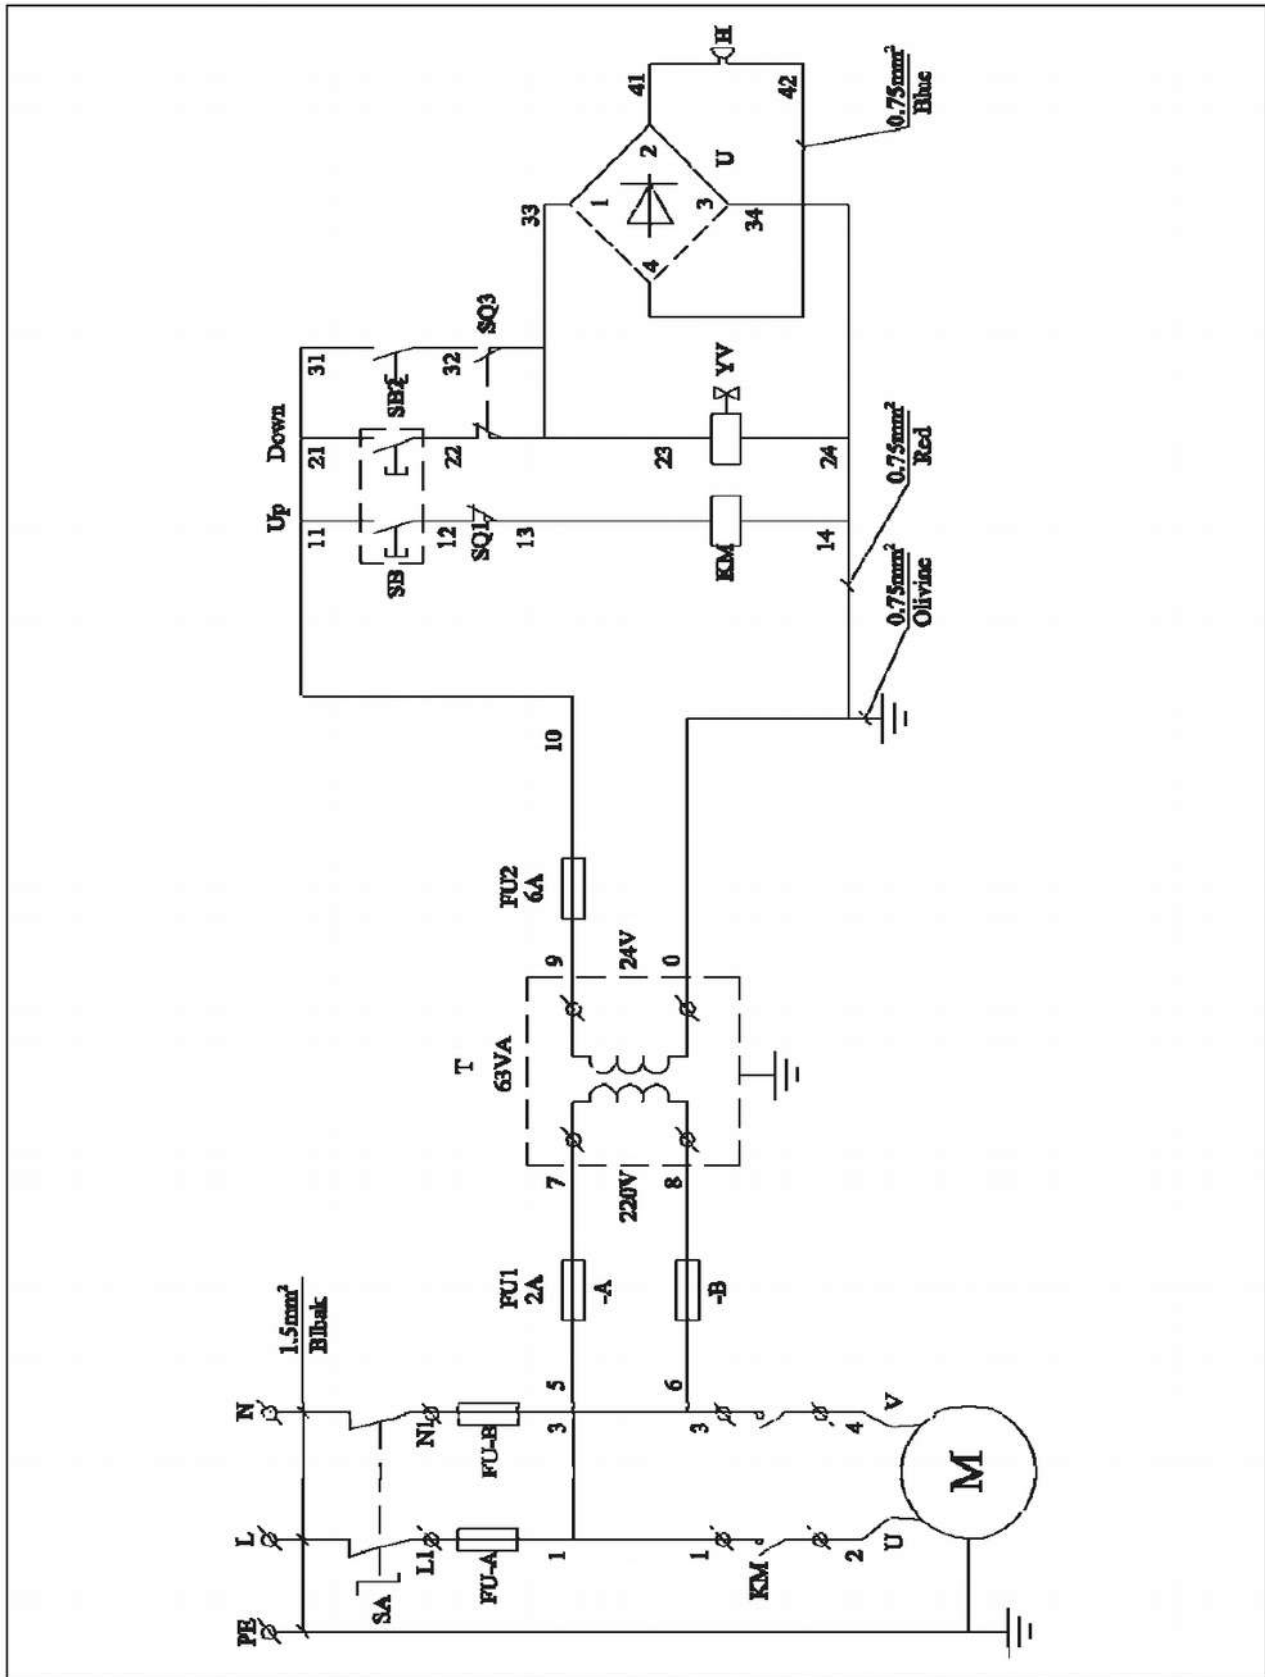 PE
L
N
1.5mm²
Blbak
SA
L1
N1
FU-A
FU-B
1
3
5
6
1
3
KM
2
4
U
V
M
FU1
2A
-A
-B
7
8
220V
T
63VA
24V
9
0
FU2
6A
10
Up
Down
11
21
31
SB
SB2
12
22
32
SQ1
SQ3
13
23
33
KM
YV
14
24
34
1
2
3
4
U
41
42
H
0.75mm²
Olivine
0.75mm²
Red
0.75mm²
Blue